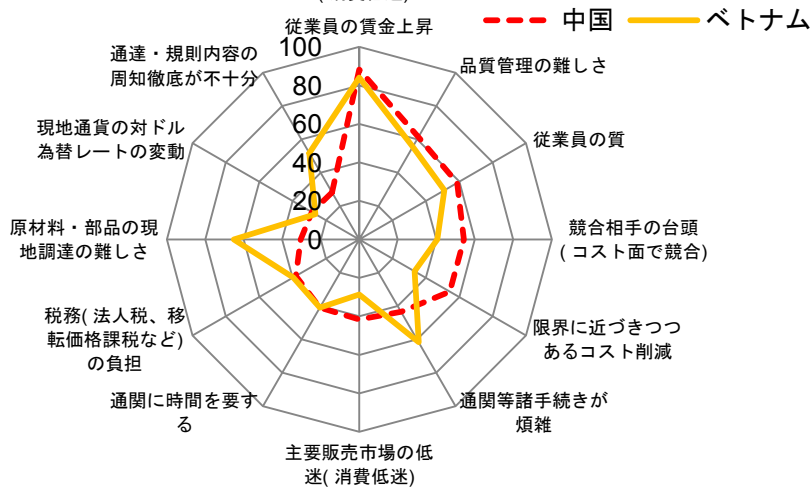 中国
ベトナム
従業員の賃金上昇
品質管理の難しさ
従業員の質
競合相手の台頭
( コスト面で競合)
限界に近づきつつ
あるコスト削減
通関等諸手続きが
煩雑
主要販売市場の低
迷( 消費低迷)
通関に時間を要す
る
税務( 法人税、移
転価格課税など)
の負担
原材料・部品の現
地調達の難しさ
現地通貨の対ドル
為替レートの変動
通達・規則内容の
周知徹底が不十分
100
80
60
40
20
0